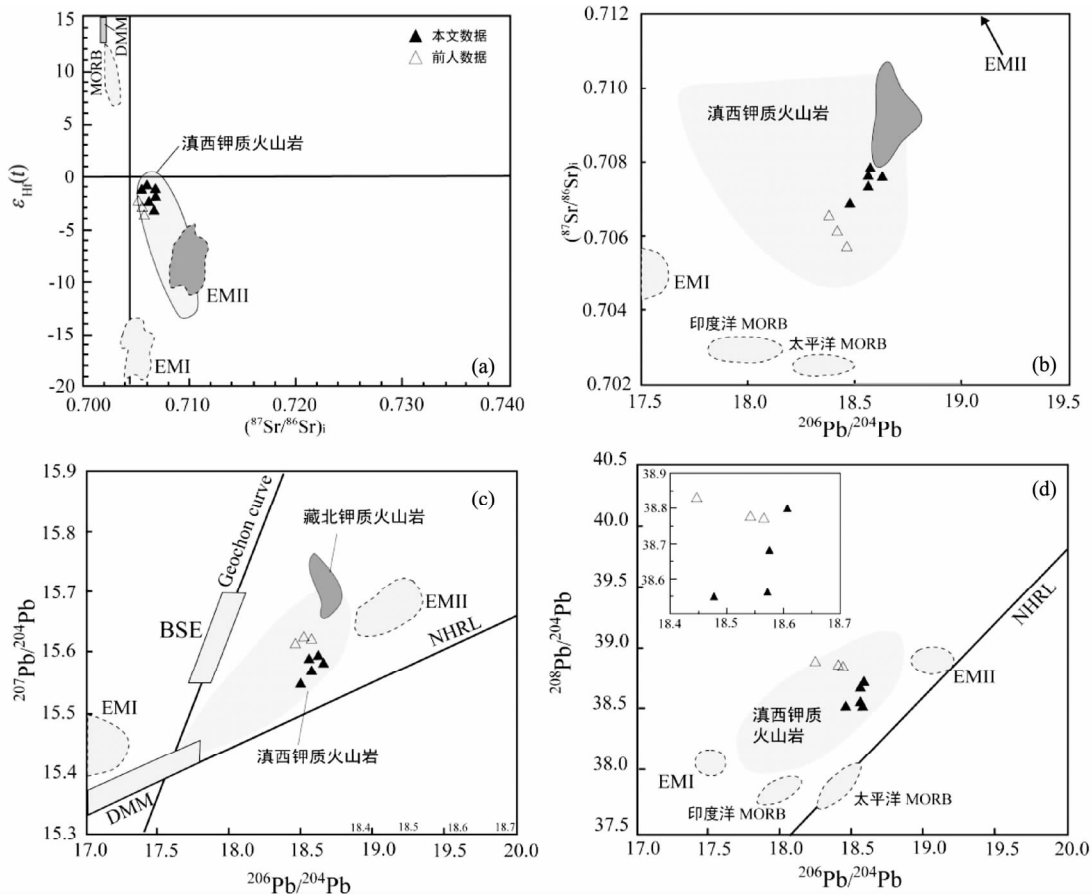 15
10
5
0
-5
-10
-15
-20
0.700
0.710
0.720
0.730
0.740
εHf(t)
(⁸⁷Sr/⁸⁶Sr)i
DMM
MORB
▲ 本文数据
△ 前人数据
滇西钾质火山岩
EMII
EMI
(a)
0.712
0.710
0.708
0.706
0.704
0.702
17.5
18.0
18.5
19.0
19.5
(⁸⁷Sr/⁸⁶Sr)i
²⁰⁶Pb/²⁰⁴Pb
EMII
滇西钾质火山岩
EMI
印度洋 MORB
太平洋 MORB
(b)
15.9
15.8
15.7
15.6
15.5
15.4
15.3
17.0
18.0
19.0
20.0
18.4
18.5
18.6
18.7
²⁰⁷Pb/²⁰⁴Pb
²⁰⁶Pb/²⁰⁴Pb
Geochon curve
(c)
藏北钾质火山岩
BSE
EMII
NHRL
EMI
滇西钾质火山岩
DMM
40.5
40.0
39.5
39.0
38.5
38.0
37.5
17.0
17.5
18.0
18.5
19.0
19.5
20.0
²⁰⁸Pb/²⁰⁴Pb
²⁰⁶Pb/²⁰⁴Pb
38.9
38.8
38.7
38.6
18.4
18.5
18.6
18.7
(d)
NHRL
EMII
滇西钾质
火山岩
EMI
印度洋 MORB
太平洋 MORB